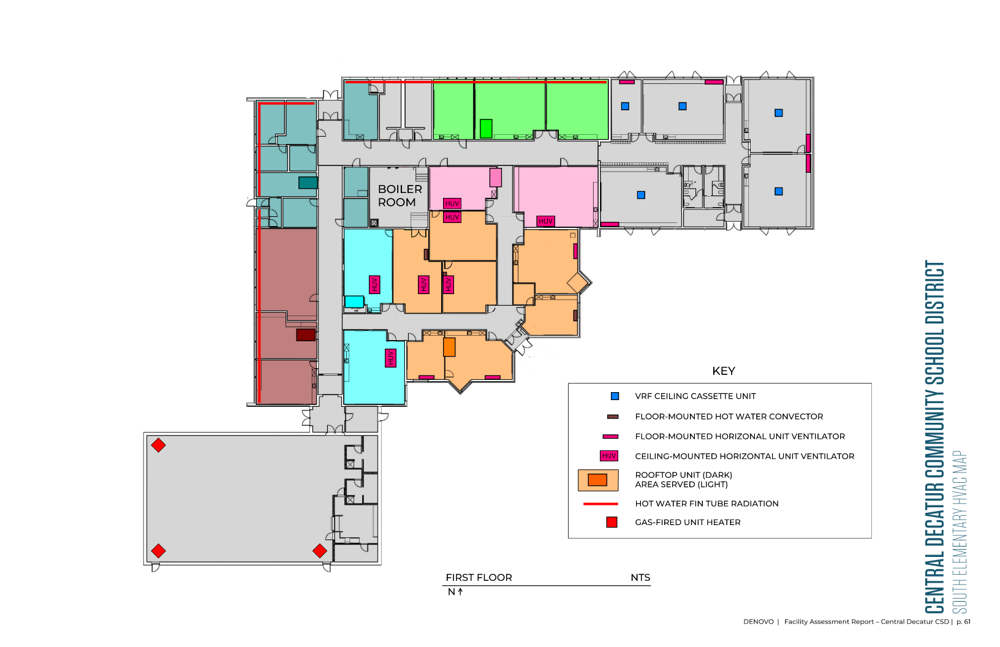 BOILER
ROOM
HUV
HUV
HUV
HUV
HUV
HUV
HUV
KEY
VRF CEILING CASSETTE UNIT
FLOOR-MOUNTED HOT WATER CONVECTOR
FLOOR-MOUNTED HORIZONAL UNIT VENTILATOR
HUV
CEILING-MOUNTED HORIZONTAL UNIT VENTILATOR
ROOFTOP UNIT (DARK)
AREA SERVED (LIGHT)
HOT WATER FIN TUBE RADIATION
GAS-FIRED UNIT HEATER
FIRST FLOOR NTS
N ↑
CENTRAL DECATUR COMMUNITY SCHOOL DISTRICT
SOUTH ELEMENTARY HVAC MAP
DENOVO | Facility Assessment Report – Central Decatur CSD | p. 61